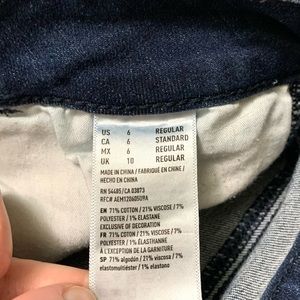 US 6 REGULAR
CA 6 STANDARD
MX 6 REGULAR
UK 10 REGULAR
MADE IN CHINA / FABRIQUÉ EN CHINE /
HECHO EN CHINA
RN 54485/CA 03873
RFC# AEM12060509A
EN 71% COTTON / 21% VISCOSE / 7%
POLYESTER / 1% ELASTANE
EXCLUSIVE OF DECORATION
FR 71% COTON / 21% VISCOSE / 7%
POLYESTER / 1% ÉLASTHANNE
À L'EXCEPTION DE LA GARNITURE
SP 71% algodón / 21% viscosa / 7%
elastomultiéster / 1% elastano